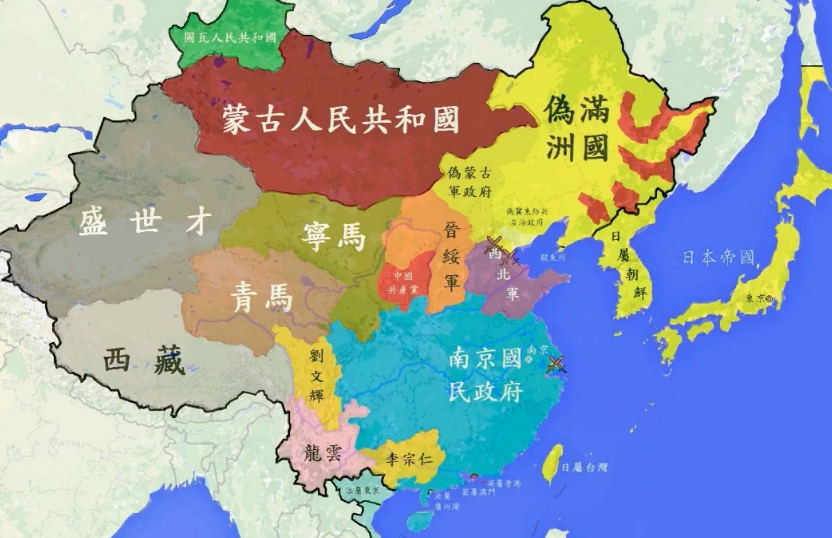 圖瓦人民共和國
蒙古人民共和國
偽滿
洲國
偽蒙古
軍政府
偽冀東防共
自治政府
盛世才
寧馬
晉綏軍
西北軍
關東州
日屬朝鮮
日本帝國
東京
中國
共產黨
青馬
西藏
劉文輝
南京國
民政府
南京
龍雲
李宗仁
日屬台灣
英屬香港
葡屬澳門
法屬
廣州灣
法屬東京